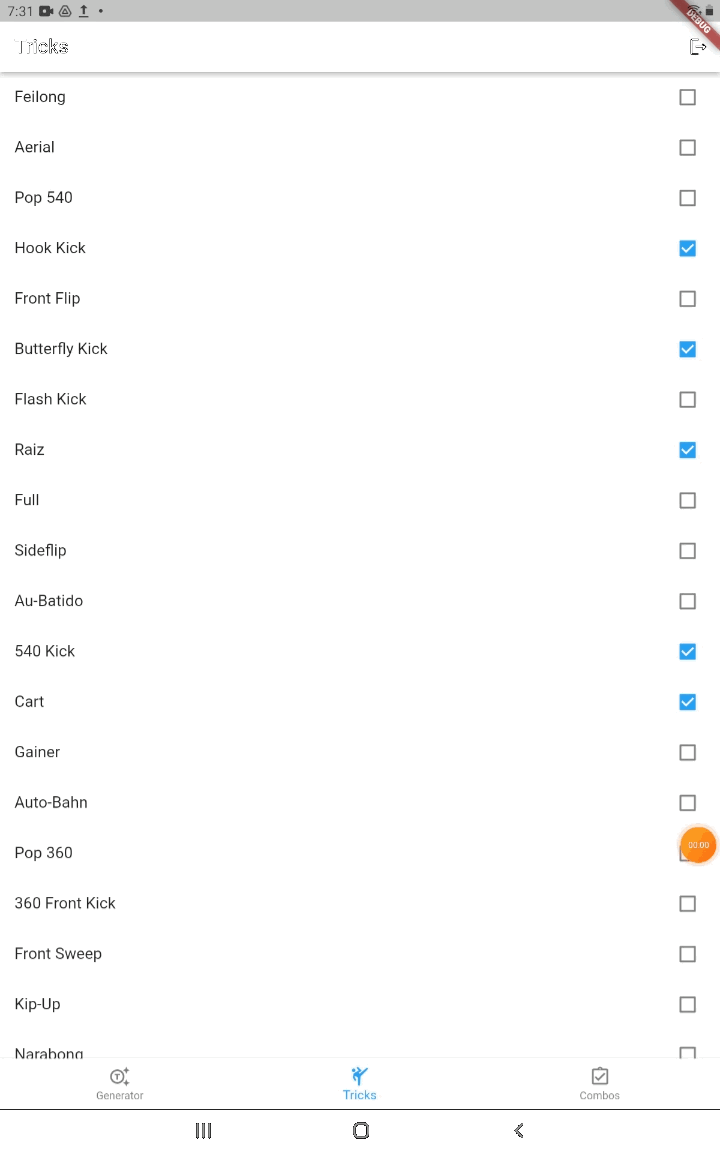 7:31
DEBUG
Tricks
Feilong
Aerial
Pop 540
Hook Kick
Front Flip
Butterfly Kick
Flash Kick
Raiz
Full
Sideflip
Au-Batido
540 Kick
Cart
Gainer
Auto-Bahn
Pop 360
00:00
360 Front Kick
Front Sweep
Kip-Up
Narabong
Generator
Tricks
Combos